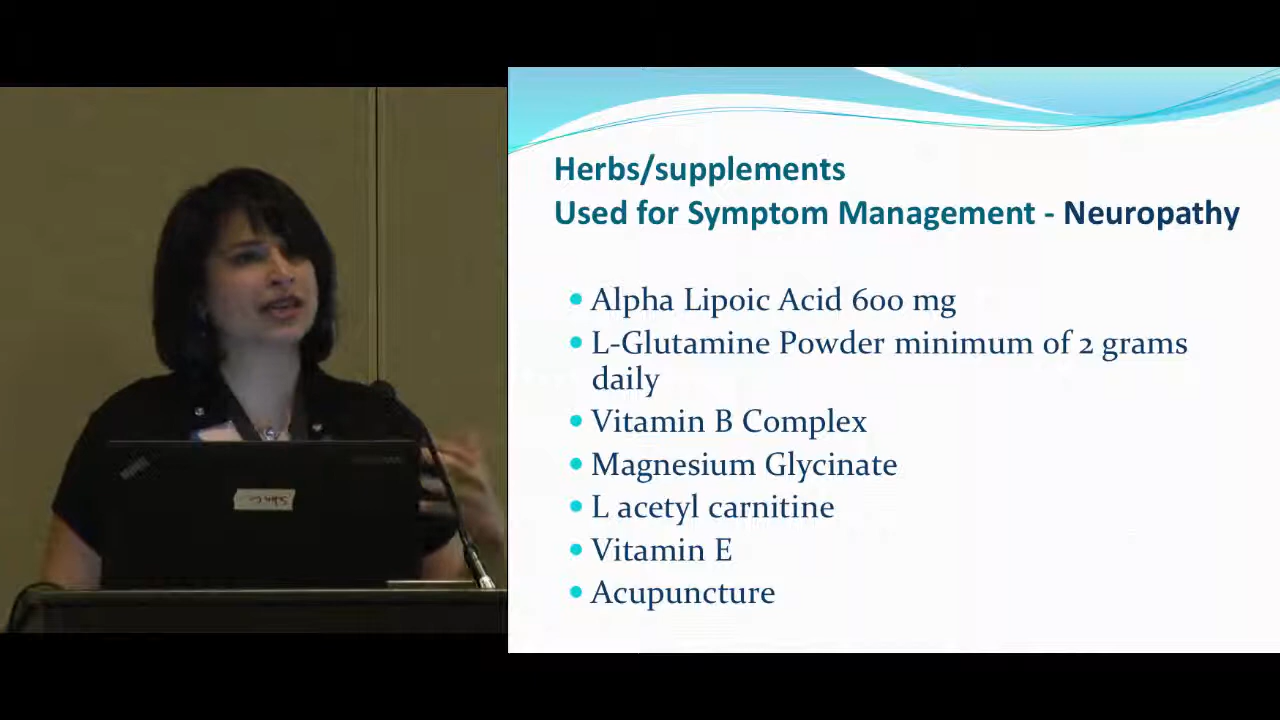 Herbs/supplements
Used for Symptom Management - Neuropathy
• Alpha Lipoic Acid 600 mg
• L-Glutamine Powder minimum of 2 grams
daily
• Vitamin B Complex
• Magnesium Glycinate
• L acetyl carnitine
• Vitamin E
• Acupuncture